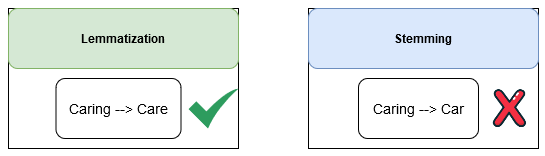 Lemmatization
Caring --> Care
Stemming
Caring --> Car